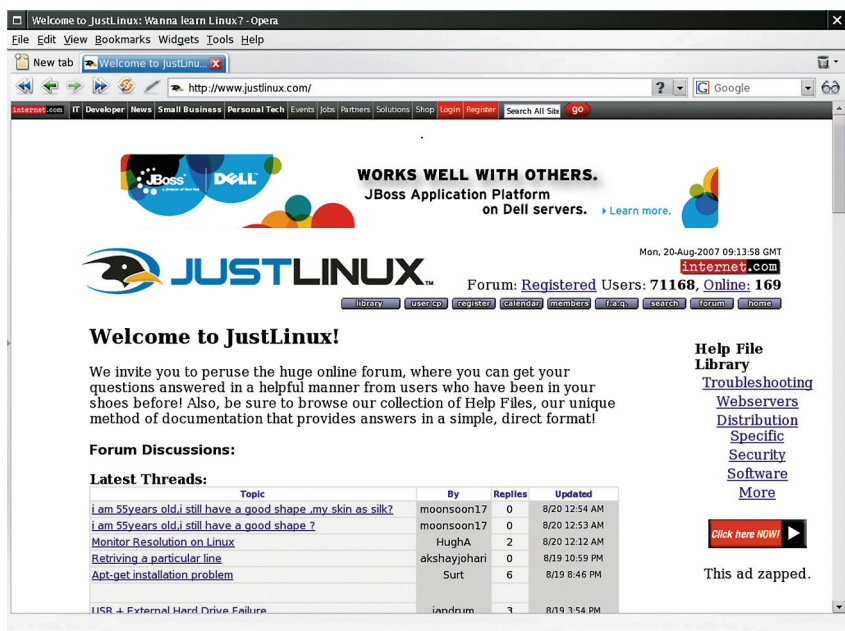 Welcome to JustLinux: Wanna learn Linux? - Opera
File Edit View Bookmarks Widgets Tools Help
New tab Welcome to JustLinu...
http://www.justlinux.com/ ? Google
internet.com IT Developer News Small Business Personal Tech Events Jobs Partners Solutions Shop Login Register Search All Site go
JBoss DELL
WORKS WELL WITH OTHERS.
JBoss Application Platform
on Dell servers. Learn more.
Mon, 20-Aug-2007 09:13:58 GMT
internet.com
JUSTLINUX™
Forum: Registered Users: 71168, Online: 169
library user cp register calendar members f.a.q. search forum home
Welcome to JustLinux!
We invite you to peruse the huge online forum, where you can get your
questions answered in a helpful manner from users who have been in your
shoes before! Also, be sure to browse our collection of Help Files, our unique
method of documentation that provides answers in a simple, direct format!
Forum Discussions:
Latest Threads:
Topic By Replies Updated
i am 55years old,i still have a good shape ,my skin as silk? moonsoon17 0 8/20 12:54 AM
i am 55years old,i still have a good shape ? moonsoon17 0 8/20 12:53 AM
Monitor Resolution on Linux HughA 2 8/20 12:12 AM
Retriving a particular line akshayjohari 0 8/19 10:59 PM
Apt-get installation problem Surt 6 8/19 8:46 PM
USB + External Hard Drive Failure jandrum 3 8/19 3:54 PM
Help File
Library
Troubleshooting
Webservers
Distribution
Specific
Security
Software
More
Click here NOW!
This ad zapped.